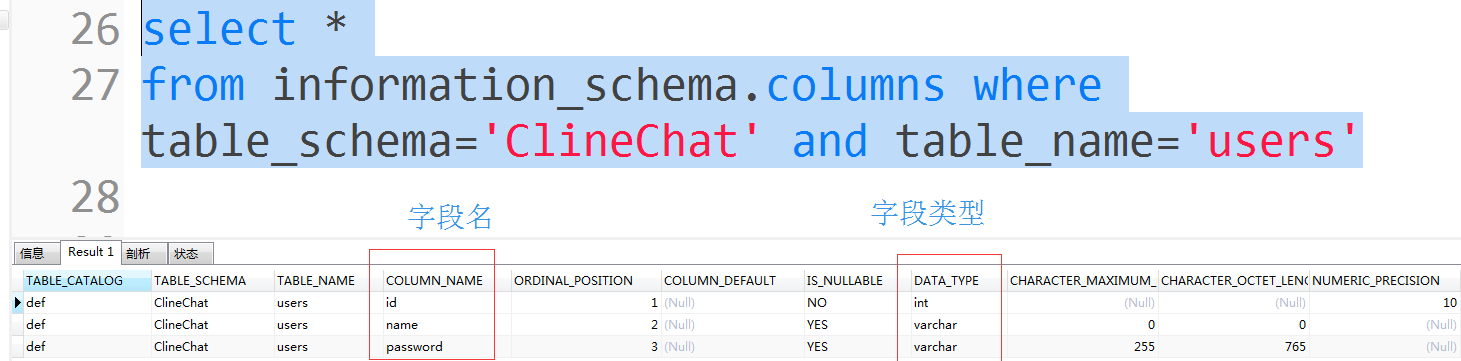 26 select *
27 from information_schema.columns where
table_schema='ClineChat' and table_name='users'
28
字段名 字段类型
信息 Result 1 剖析 状态
TABLE_CATALOG TABLE_SCHEMA TABLE_NAME COLUMN_NAME ORDINAL_POSITION COLUMN_DEFAULT IS_NULLABLE DATA_TYPE CHARACTER_MAXIMUM_ CHARACTER_OCTET_LENG NUMERIC_PRECISION
def ClineChat users id 1 (Null) NO int (Null) (Null) 10
def ClineChat users name 2 (Null) YES varchar 0 0 (Null)
def ClineChat users password 3 (Null) YES varchar 255 765 (Null)